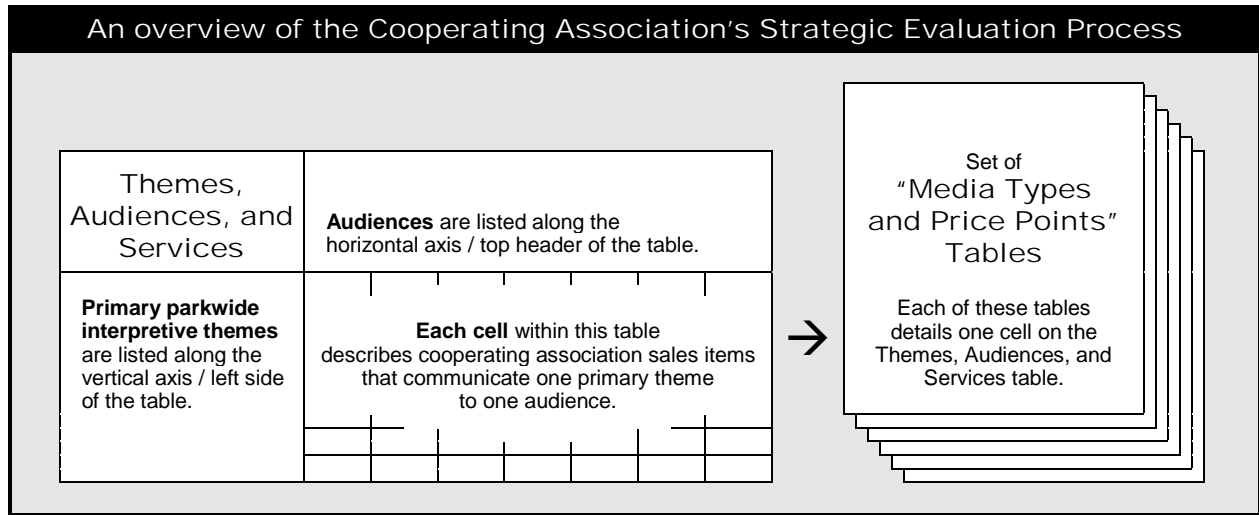 An overview of the Cooperating Association's Strategic Evaluation Process
Themes,
Audiences, and
Services
Audiences are listed along the
horizontal axis / top header of the table.
Primary parkwide
interpretive themes
are listed along the
vertical axis / left side
of the table.
Each cell within this table
describes cooperating association sales items
that communicate one primary theme
to one audience.
→
Set of
"Media Types
and Price Points"
Tables
Each of these tables
details one cell on the
Themes, Audiences, and
Services table.